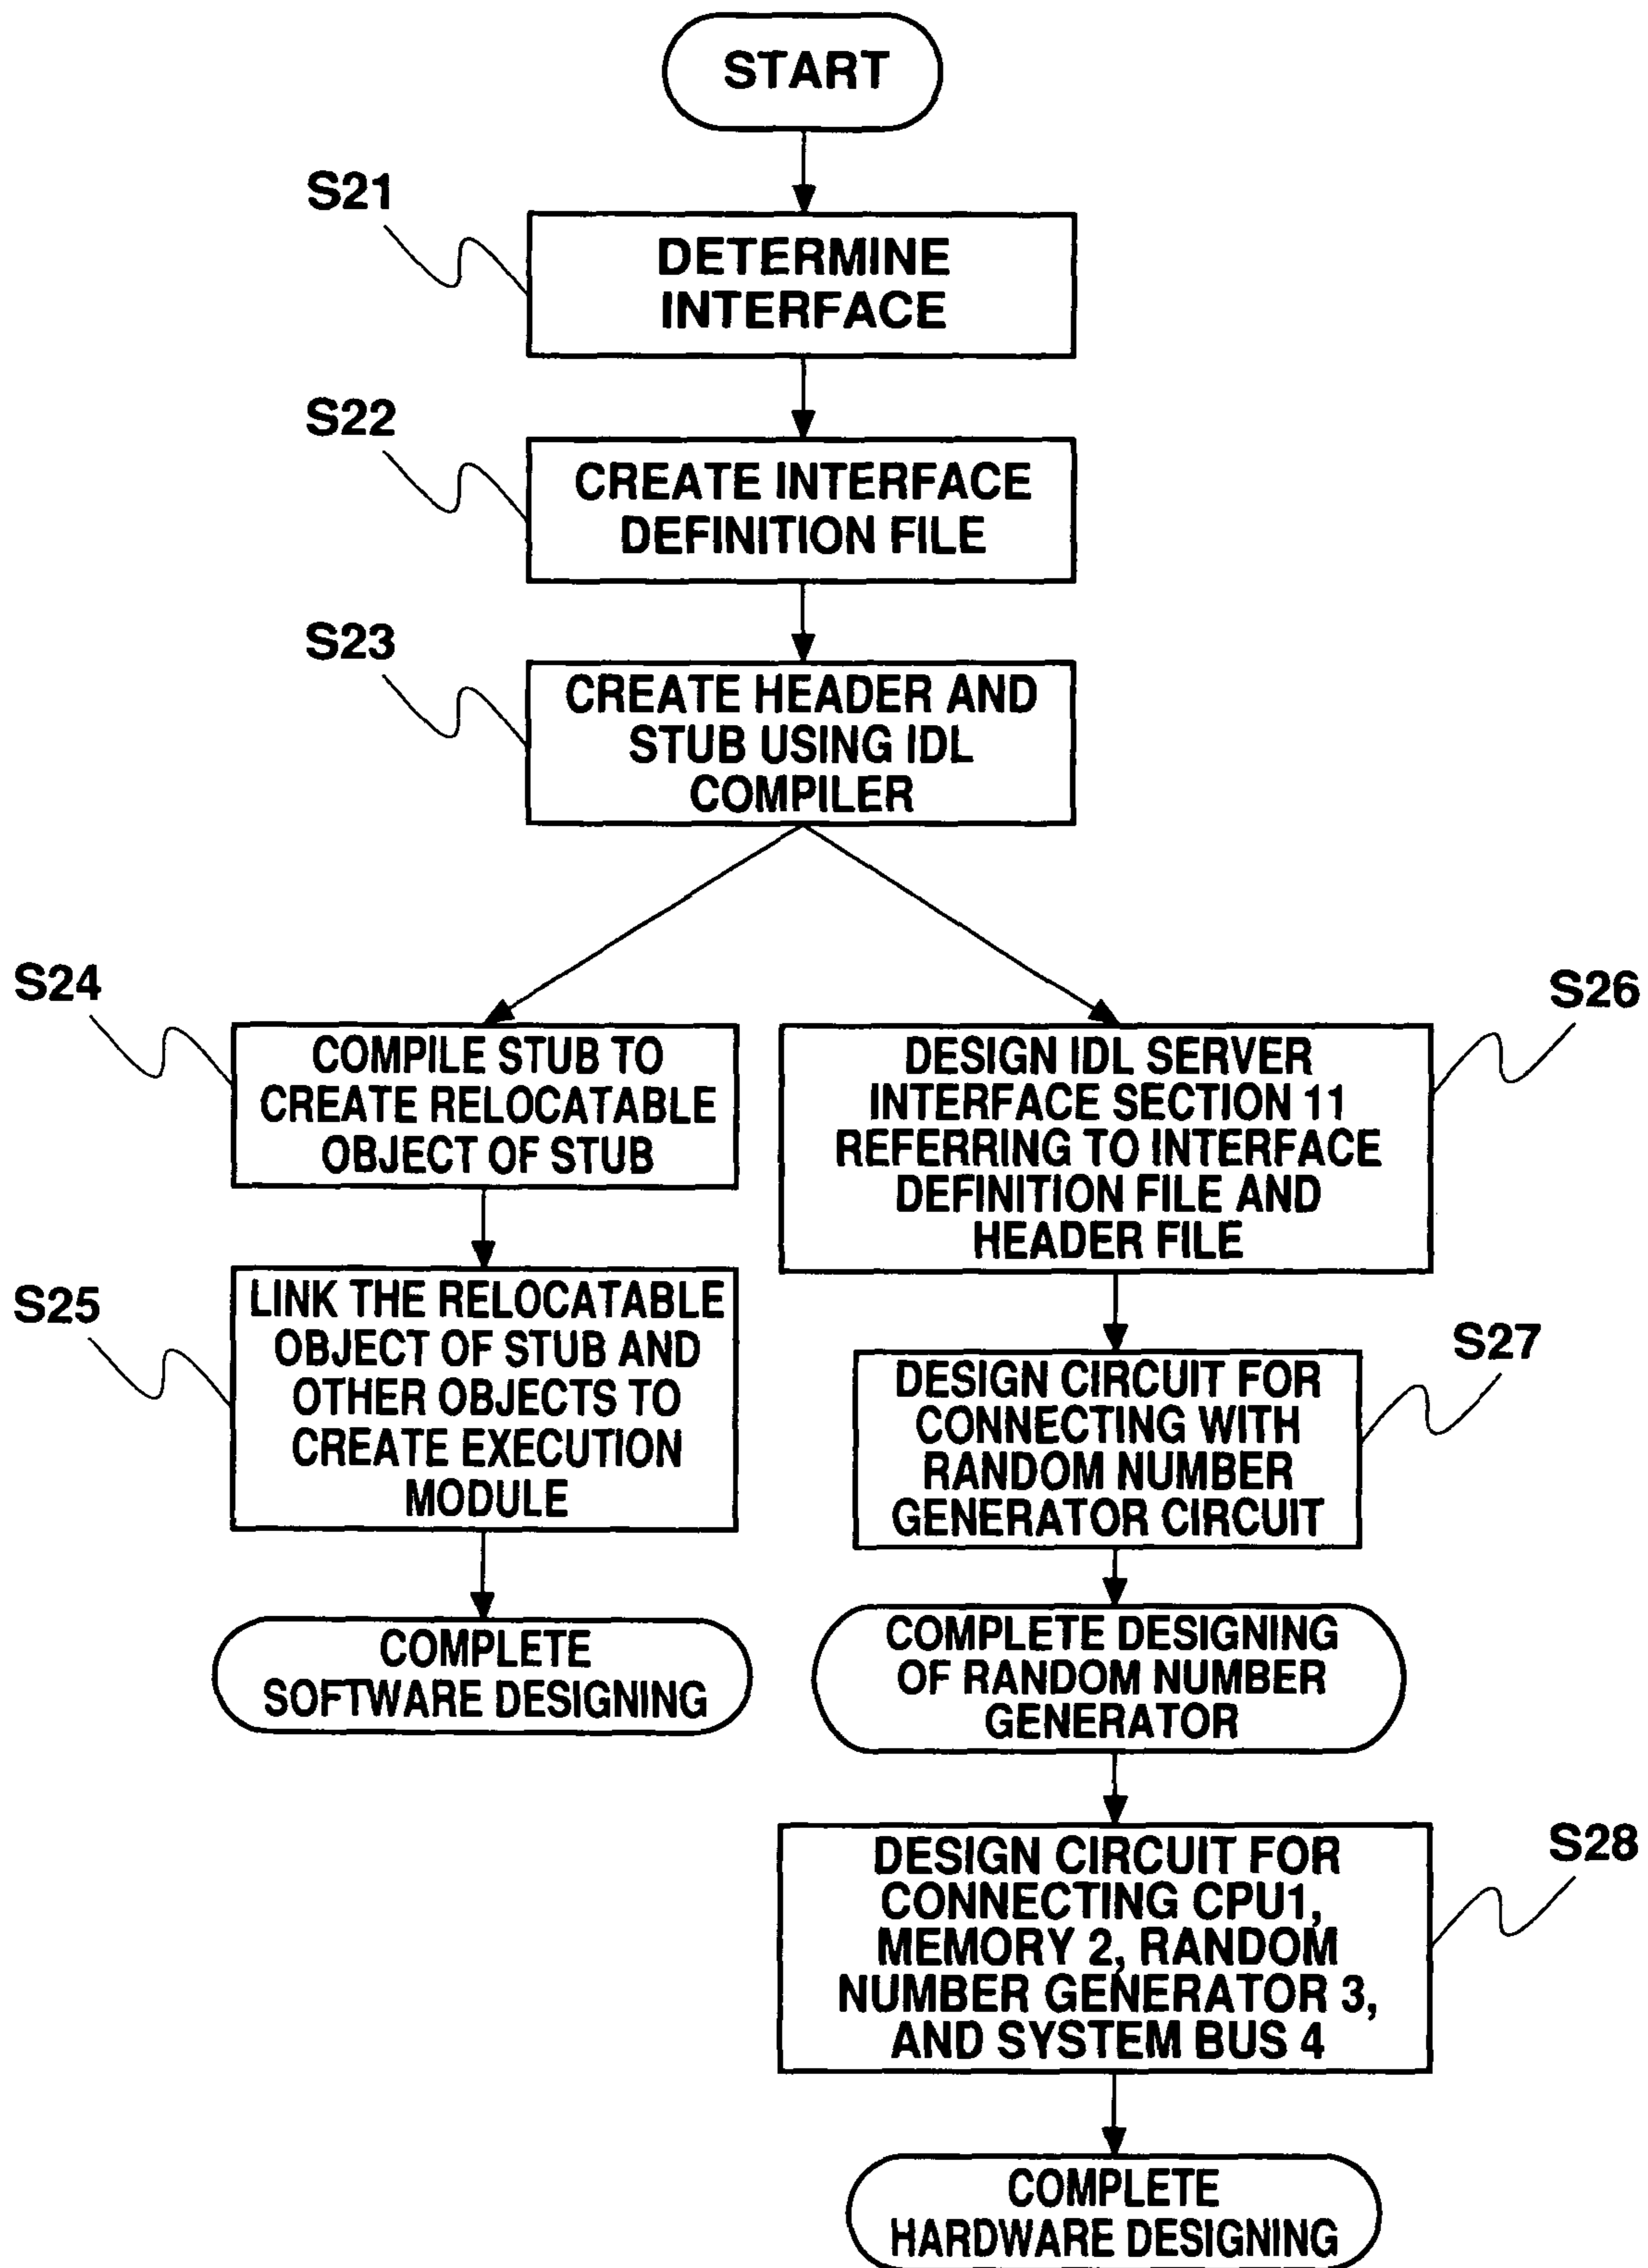 START
S21
DETERMINE
INTERFACE
S22
CREATE INTERFACE
DEFINITION FILE
S23
CREATE HEADER AND
STUB USING IDL
COMPILER
S24
COMPILE STUB TO
CREATE RELOCATABLE
OBJECT OF STUB
S25
LINK THE RELOCATABLE
OBJECT OF STUB AND
OTHER OBJECTS TO
CREATE EXECUTION
MODULE
COMPLETE
SOFTWARE DESIGNING
S26
DESIGN IDL SERVER
INTERFACE SECTION 11
REFERRING TO INTERFACE
DEFINITION FILE AND
HEADER FILE
S27
DESIGN CIRCUIT FOR
CONNECTING WITH
RANDOM NUMBER
GENERATOR CIRCUIT
COMPLETE DESIGNING
OF RANDOM NUMBER
GENERATOR
S28
DESIGN CIRCUIT FOR
CONNECTING CPU1,
MEMORY 2, RANDOM
NUMBER GENERATOR 3,
AND SYSTEM BUS 4
COMPLETE
HARDWARE DESIGNING